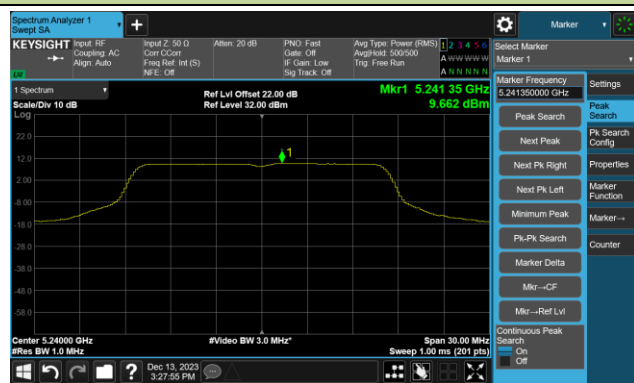 Spectrum Analyzer 1
Swept SA
Marker
KEYSIGHT
Input: RF
Coupling: AC
Align: Auto
Input Z: 50 Ω
Corr CCorr
Freq Ref: Int (S)
NFE: Off
Atten: 20 dB
PNO: Fast
Gate: Off
IF Gain: Low
Sig Track: Off
Avg Type: Power (RMS)
Avg|Hold: 500/500
Trig: Free Run
1 2 3 4 5 6
A W W W W W
A N N N N N
Select Marker
Marker 1
1 Spectrum
Scale/Div 10 dB
Ref Lvl Offset 22.00 dB
Ref Level 32.00 dBm
Mkr1 5.241 35 GHz
9.662 dBm
Log
22.0
12.0
2.00
-8.00
-18.0
-28.0
-38.0
-48.0
-58.0
1
Center 5.24000 GHz
#Res BW 1.0 MHz
#Video BW 3.0 MHz*
Span 30.00 MHz
Sweep 1.00 ms (201 pts)
Marker Frequency
5.241350000 GHz
Peak Search
Next Peak
Next Pk Right
Next Pk Left
Minimum Peak
Pk-Pk Search
Marker Delta
Mkr→CF
Mkr→Ref Lvl
Continuous Peak
Search
On
Off
Settings
Peak
Search
Pk Search
Config
Properties
Marker
Function
Marker→
Counter
Dec 13, 2023
3:27:55 PM